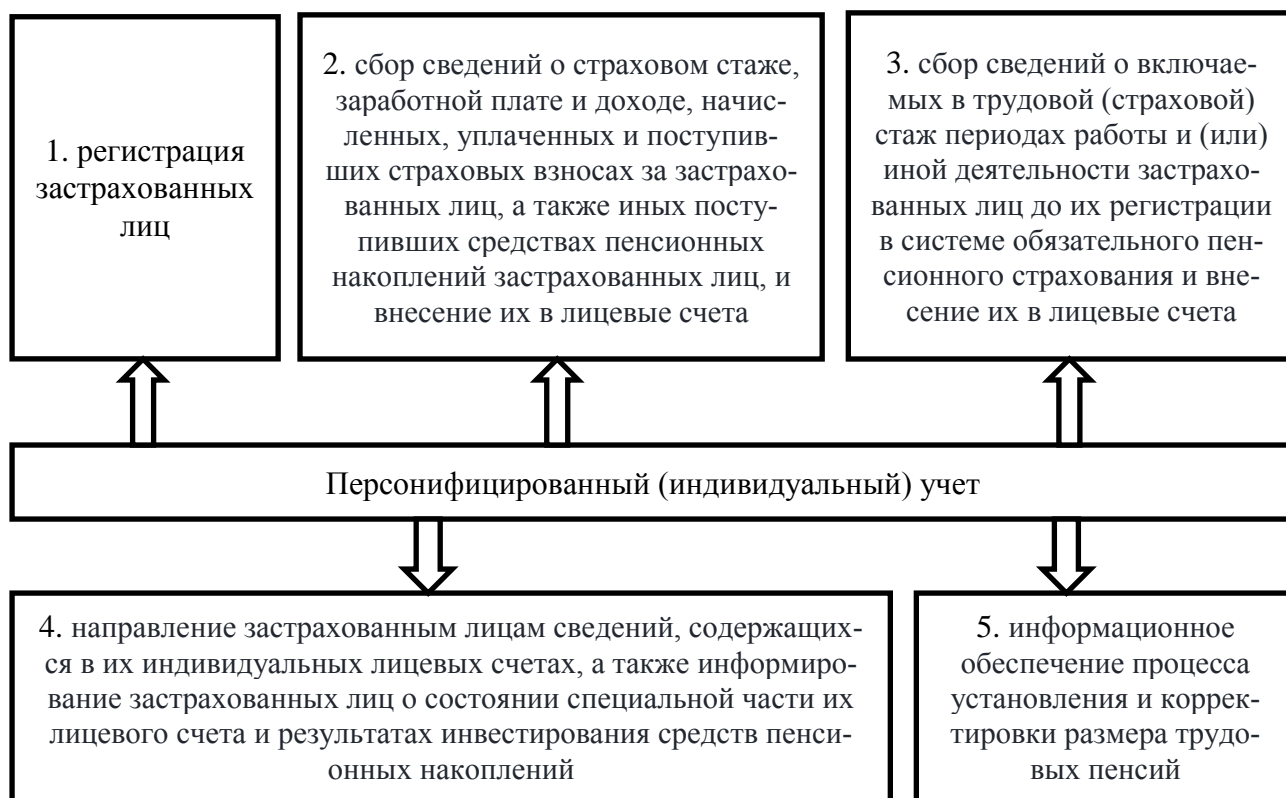 1. регистрация
застрахованных
лиц
2. сбор сведений о страховом стаже,
заработной плате и доходе, начис-
ленных, уплаченных и поступив-
ших страховых взносах за застрахо-
ванных лиц, а также иных посту-
пивших средствах пенсионных
накоплений застрахованных лиц, и
внесение их в лицевые счета
3. сбор сведений о включае-
мых в трудовой (страховой)
стаж периодах работы и (или)
иной деятельности застрахо-
ванных лиц до их регистрации
в системе обязательного пен-
сионного страхования и вне-
сение их в лицевые счета
Персонифицированный (индивидуальный) учет
4. направление застрахованным лицам сведений, содержащих-
ся в их индивидуальных лицевых счетах, а также информиро-
вание застрахованных лиц о состоянии специальной части их
лицевого счета и результатах инвестирования средств пенси-
онных накоплений
5. информационное
обеспечение процесса
установления и коррек-
тировки размера трудо-
вых пенсий